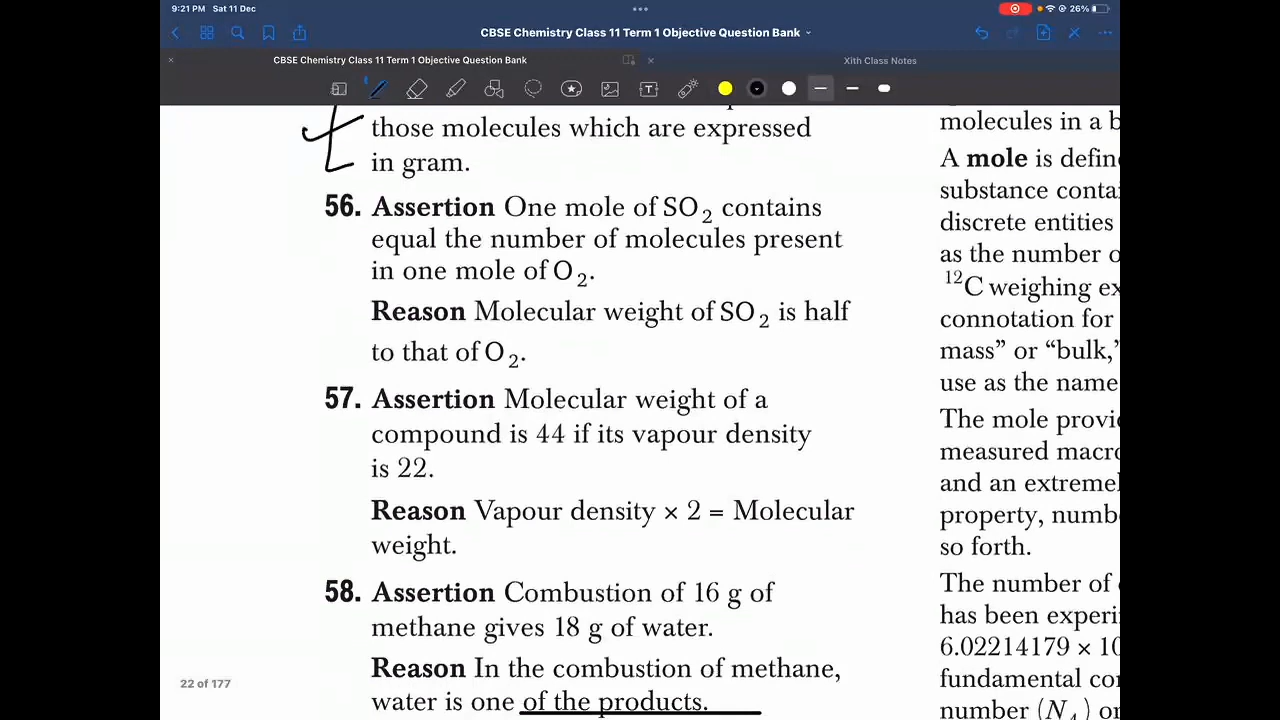 9:21 PM Sat 11 Dec
26%
CBSE Chemistry Class 11 Term 1 Objective Question Bank
CBSE Chemistry Class 11 Term 1 Objective Question Bank
Xith Class Notes
those molecules which are expressed
in gram.
56. Assertion One mole of SO₂ contains
equal the number of molecules present
in one mole of O₂.
Reason Molecular weight of SO₂ is half
to that of O₂.
57. Assertion Molecular weight of a
compound is 44 if its vapour density
is 22.
Reason Vapour density × 2 = Molecular
weight.
58. Assertion Combustion of 16 g of
methane gives 18 g of water.
Reason In the combustion of methane,
water is one of the products.
22 of 177
molecules in a b
A mole is defin
substance contai
discrete entities
as the number o
¹²C weighing ex
connotation for
mass” or “bulk,”
use as the name
The mole provi
measured macro
and an extremel
property, numb
so forth.
The number of
has been experi
6.02214179 × 10
fundamental con
number (N_A) or